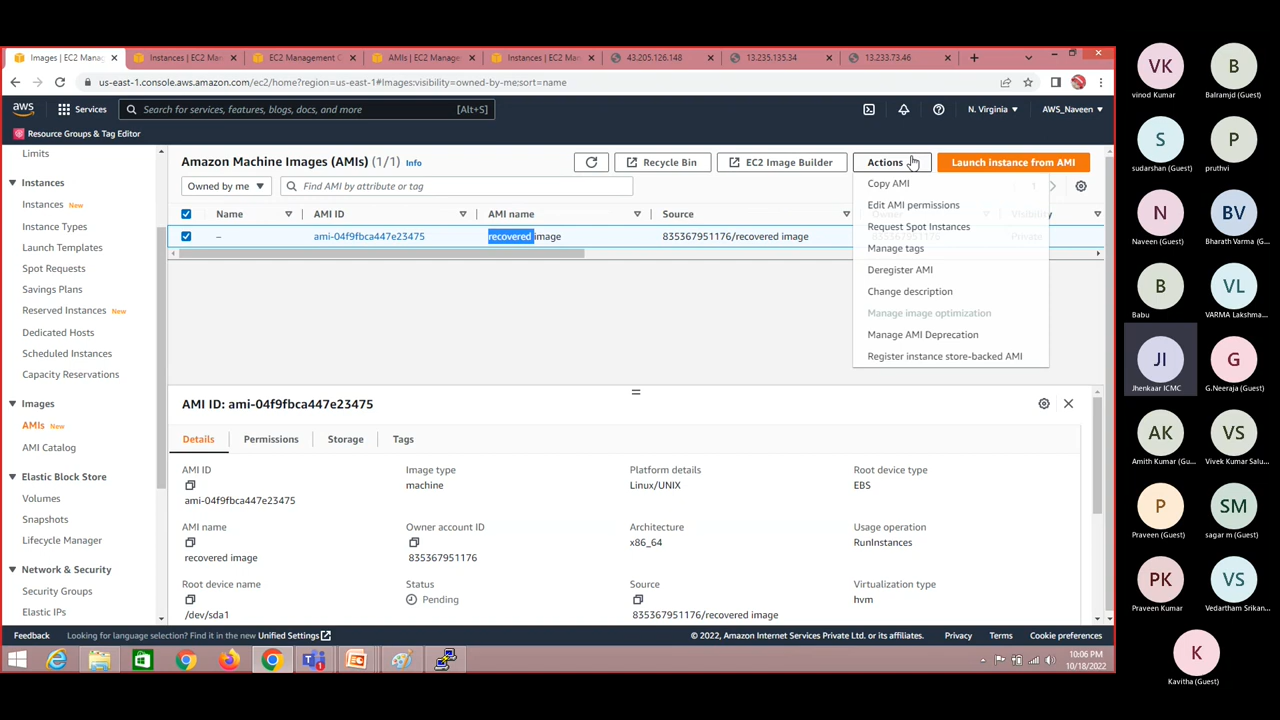 Images | EC2 Manag
Instances | EC2 Man
EC2 Management C
AMIs | EC2 Manage
Instances | EC2 Man
43.205.126.148
13.235.135.34
13.233.73.46
us-east-1.console.aws.amazon.com/ec2/home?region=us-east-1#Images:visibility=owned-by-me;sort=name
aws
Services
Search for services, features, blogs, docs, and more
[Alt+S]
N. Virginia
AWS_Naveen
Resource Groups & Tag Editor
Limits
Instances
Instances New
Instance Types
Launch Templates
Spot Requests
Savings Plans
Reserved Instances New
Dedicated Hosts
Scheduled Instances
Capacity Reservations
Images
AMIs New
AMI Catalog
Elastic Block Store
Volumes
Snapshots
Lifecycle Manager
Network & Security
Security Groups
Elastic IPs
Amazon Machine Images (AMIs) (1/1) Info
Recycle Bin
EC2 Image Builder
Actions
Launch instance from AMI
Owned by me
Find AMI by attribute or tag
1
Name
AMI ID
AMI name
Source
Owner
Visibility
–
ami-04f9fbca447e23475
recovered image
835367951176/recovered image
835367951176
Private
Copy AMI
Edit AMI permissions
Request Spot Instances
Manage tags
Deregister AMI
Change description
Manage image optimization
Manage AMI Deprecation
Register instance store-backed AMI
AMI ID: ami-04f9fbca447e23475
Details
Permissions
Storage
Tags
AMI ID
ami-04f9fbca447e23475
Image type
machine
Platform details
Linux/UNIX
Root device type
EBS
AMI name
recovered image
Owner account ID
835367951176
Architecture
x86_64
Usage operation
RunInstances
Root device name
/dev/sda1
Status
Pending
Source
835367951176/recovered image
Virtualization type
hvm
Feedback
Looking for language selection? Find it in the new Unified Settings
© 2022, Amazon Internet Services Private Ltd. or its affiliates.
Privacy
Terms
Cookie preferences
10:06 PM
10/18/2022
VK
vinod Kumar
B
Balramjd (Guest)
S
sudarshan (Guest)
P
pruthvi
N
Naveen (Guest)
BV
Bharath Varma (G...
B
Babu
VL
VARMA Lakshma...
JI
Jhenkaar ICMC
G
G.Neeraja (Guest)
AK
Amith Kumar (Gu...
VS
Vivek Kumar Salu...
P
Praveen (Guest)
SM
sagar m (Guest)
PK
Praveen Kumar
VS
Vedartham Srikan...
K
Kavitha (Guest)